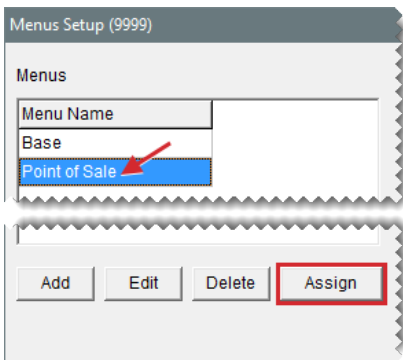 Menus Setup (9999)
Menus
Menu Name
Base
Point of Sale
Add Edit Delete Assign